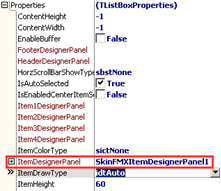 Properties (TListBoxProperties)
ContentHeight -1
ContentWidth -1
EnableBuffer False
FooterDesignerPanel
HeaderDesignerPanel
HorzScrollBarShowType sbstNone
IsAutoSelected True
IsEnabledCenterItemSe False
Item1DesignerPanel
Item2DesignerPanel
Item3DesignerPanel
Item4DesignerPanel
ItemColorType sictNone
ItemDesignerPanel SkinFMXItemDesignerPanel1
ItemDrawType idtAuto
ItemHeight 60